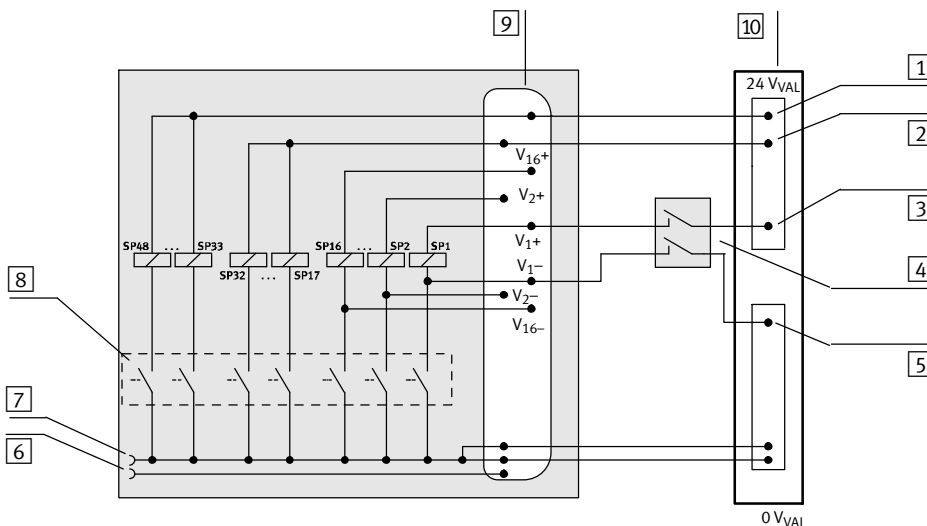 9
10
24 VVAL
1
2
V16+
V2+
3
SP48 ... SP33
SP16 ... SP2 SP1
V1+
V1–
4
SP32 ... SP17
8
V2–
V16–
5
7
6
0 VVAL